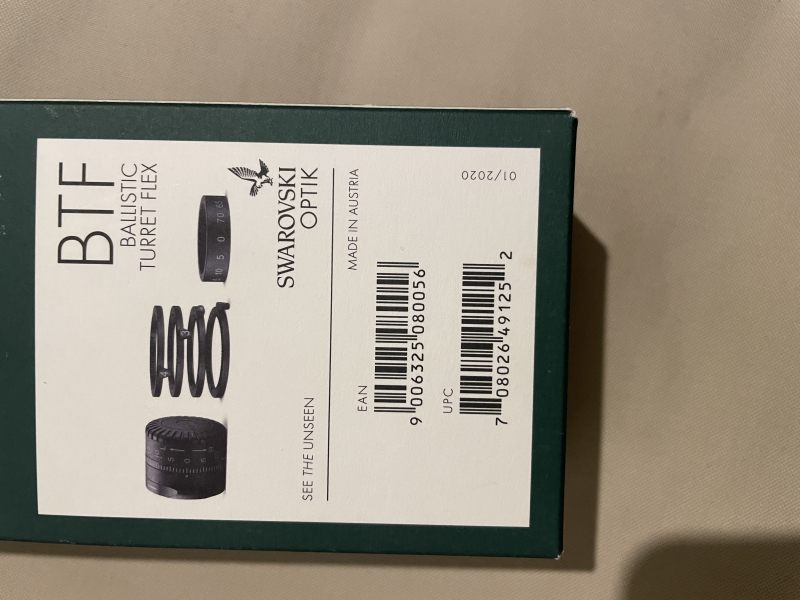 BTF
BALLISTIC
TURRET FLEX
SWAROVSKI
OPTIK
SEE THE UNSEEN
MADE IN AUSTRIA
EAN
9 006325 080056
UPC
7 08026 49125 2
01/2020